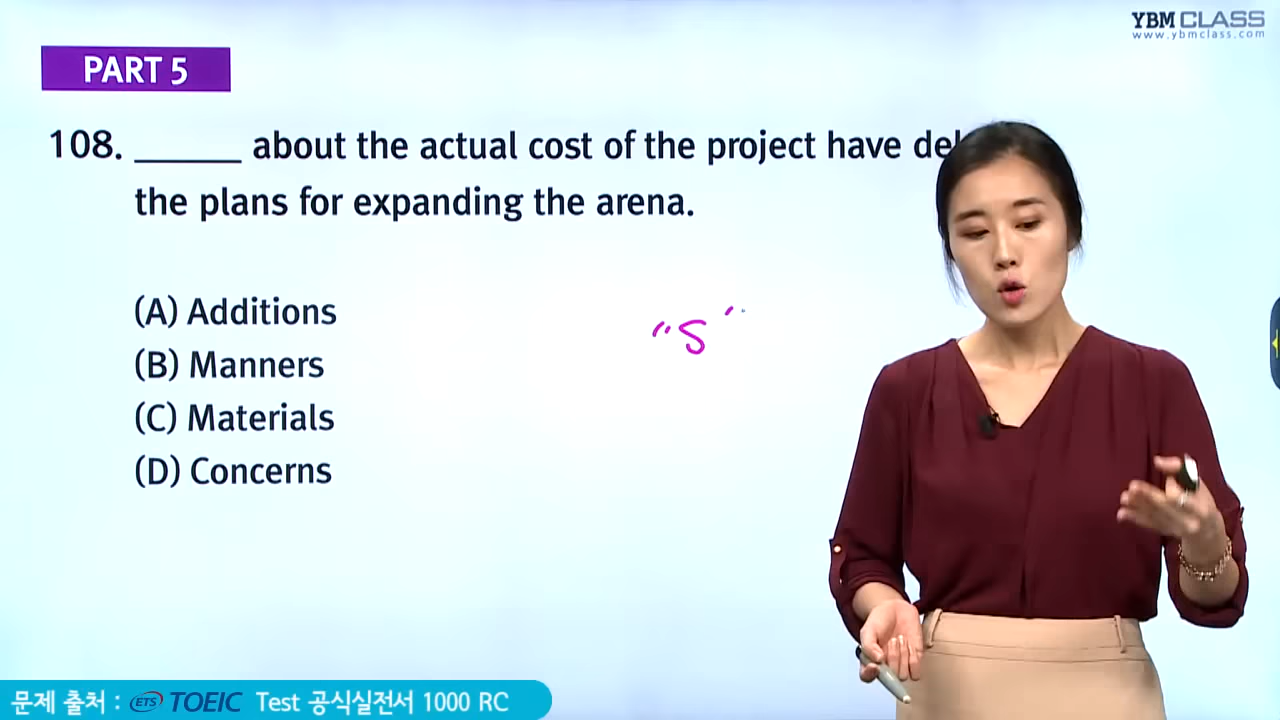 YBM CLASS
www.ybmclass.com
PART 5
108. _____ about the actual cost of the project have del
the plans for expanding the arena.
(A) Additions
(B) Manners
(C) Materials
(D) Concerns
"S"
문제 출처 : ETS TOEIC Test 공식실전서 1000 RC